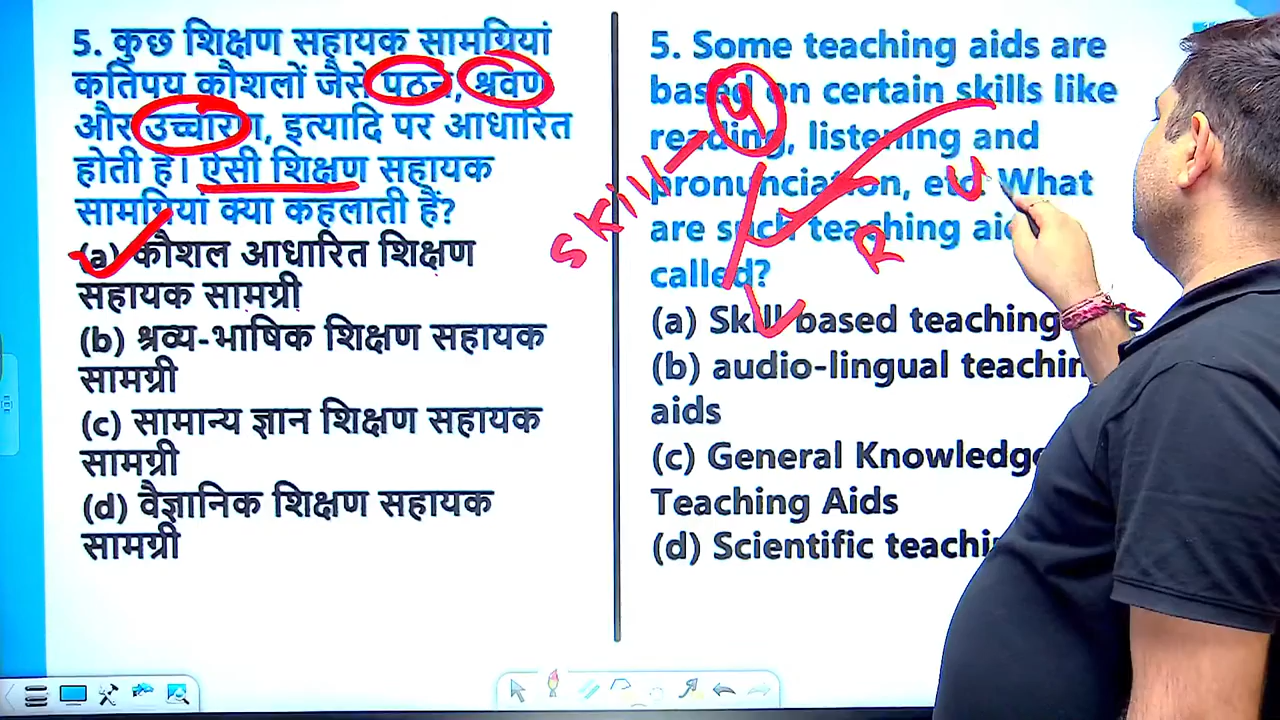 5. कुछ शिक्षण सहायक सामग्रियां
कतिपय कौशलों जैसे पठन, श्रवण
और उच्चारण, इत्यादि पर आधारित
होती है। ऐसी शिक्षण सहायक
सामग्रियां क्या कहलाती हैं?
(a) कौशल आधारित शिक्षण
सहायक सामग्री
(b) श्रव्य-भाषिक शिक्षण सहायक
सामग्री
(c) सामान्य ज्ञान शिक्षण सहायक
सामग्री
(d) वैज्ञानिक शिक्षण सहायक
सामग्री
5. Some teaching aids are
based on certain skills like
reading, listening and
pronunciation, etc. What
are such teaching
called?
(a) Skill based teaching
(b) audio-lingual
aids
(c) General Knowledge
Teaching Aids
(d) Scientific
Skill
4
L
R